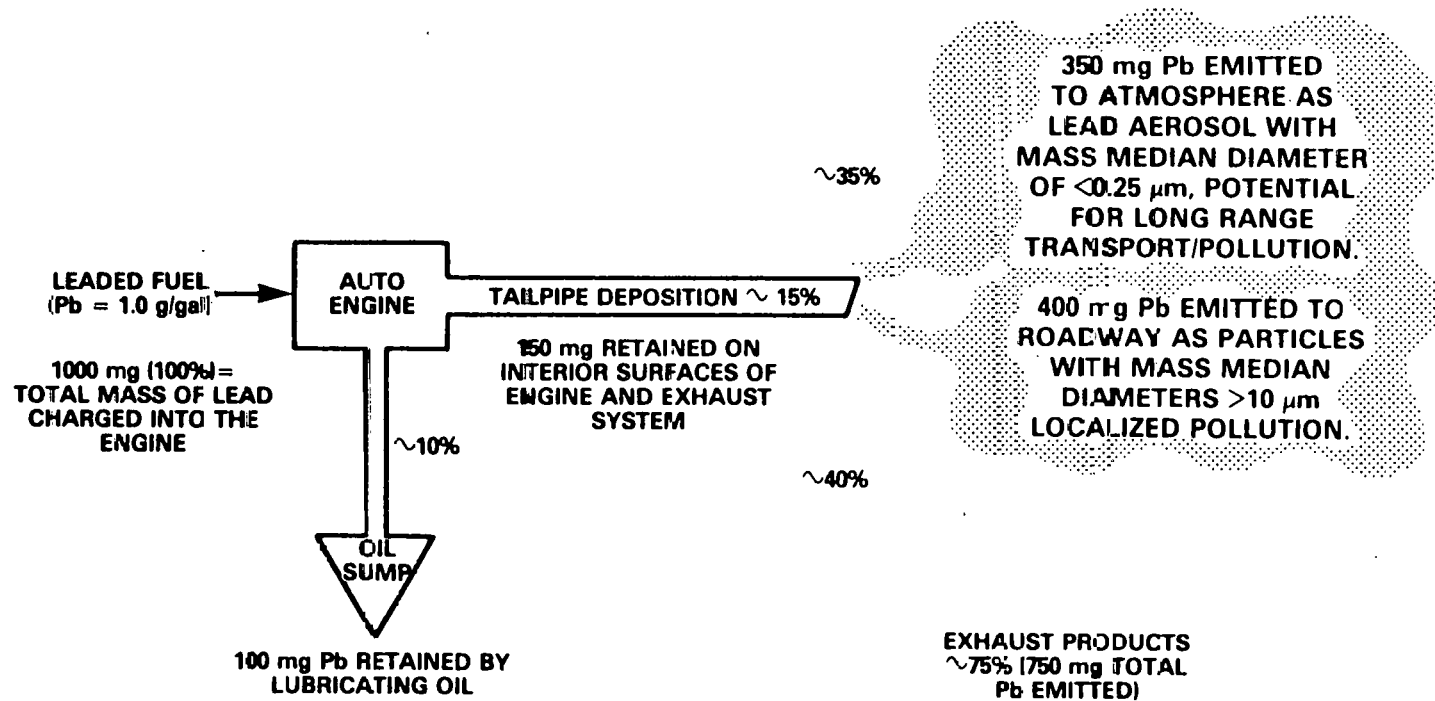 350 mg Pb EMITTED
TO ATMOSPHERE AS
LEAD AEROSOL WITH
MASS MEDIAN DIAMETER
OF <0.25 μm, POTENTIAL
FOR LONG RANGE
TRANSPORT/POLLUTION.
~35%
LEADED FUEL
(Pb = 1.0 g/gal)
AUTO
ENGINE
TAILPIPE DEPOSITION ~ 15%
400 mg Pb EMITTED TO
ROADWAY AS PARTICLES
WITH MASS MEDIAN
DIAMETERS >10 μm
LOCALIZED POLLUTION.
1000 mg (100%)=
TOTAL MASS OF LEAD
CHARGED INTO THE
ENGINE
150 mg RETAINED ON
INTERIOR SURFACES OF
ENGINE AND EXHAUST
SYSTEM
~10%
~40%
OIL
SUMP
100 mg Pb RETAINED BY
LUBRICATING OIL
EXHAUST PRODUCTS
~75% (750 mg TOTAL
Pb EMITTED)